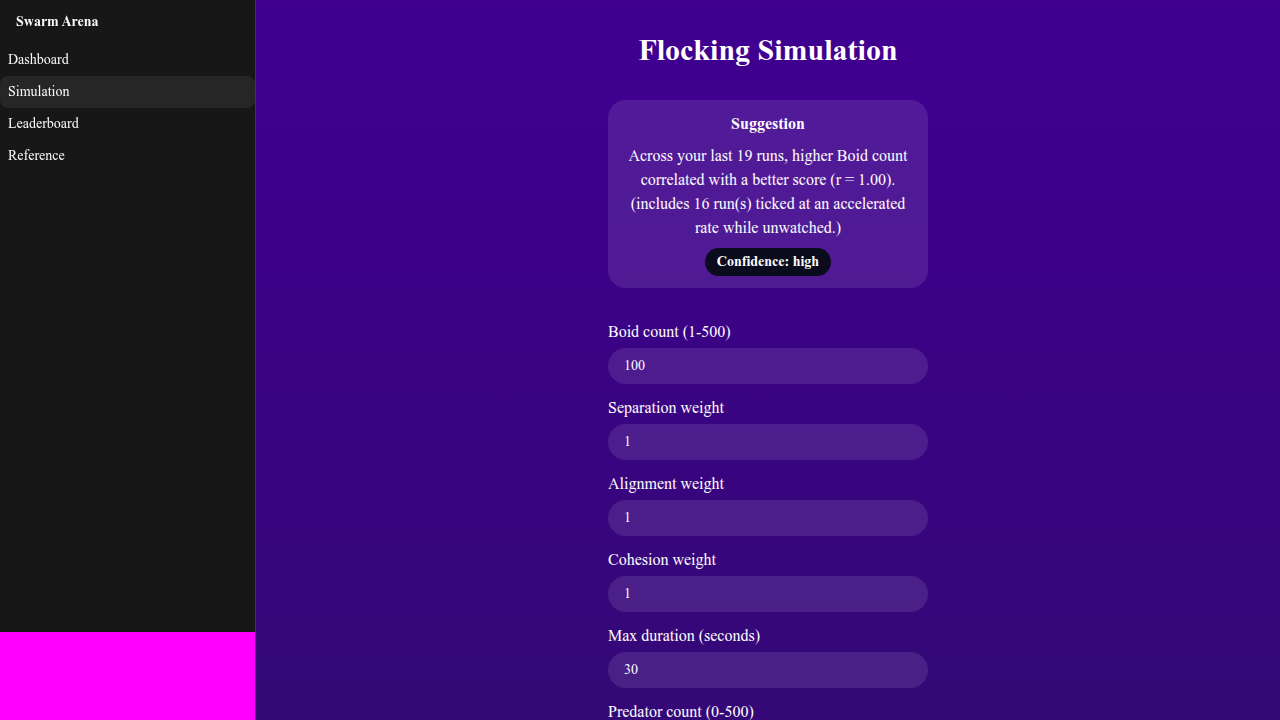 Swarm Arena
Dashboard
Simulation
Leaderboard
Reference
Flocking Simulation
Suggestion
Across your last 19 runs, higher Boid count
correlated with a better score (r = 1.00).
(includes 16 run(s) ticked at an accelerated
rate while unwatched.)
Confidence: high
Boid count (1-500)
100
Separation weight
1
Alignment weight
1
Cohesion weight
1
Max duration (seconds)
30
Predator count (0-500)